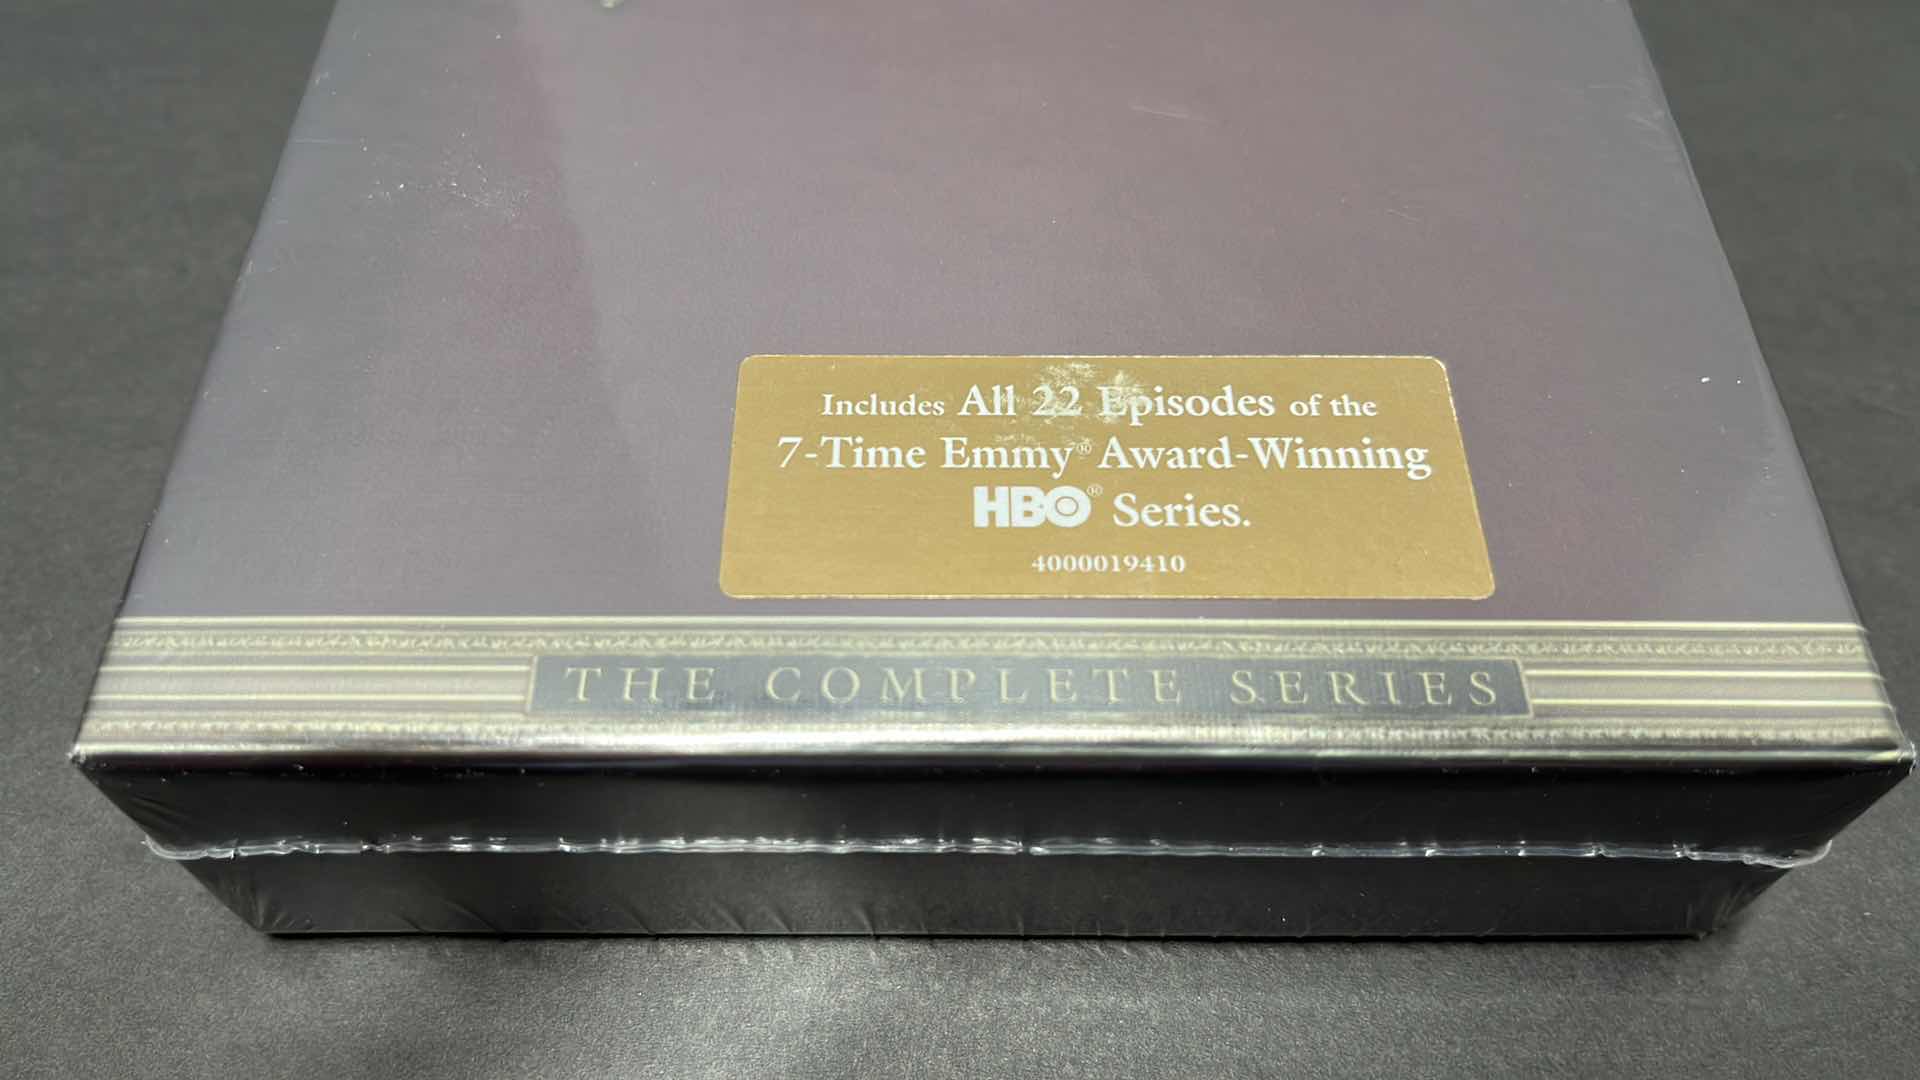 Includes All 22 Episodes of the
7-Time Emmy® Award-Winning
HBO® Series.
4000019410
THE COMPLETE SERIES